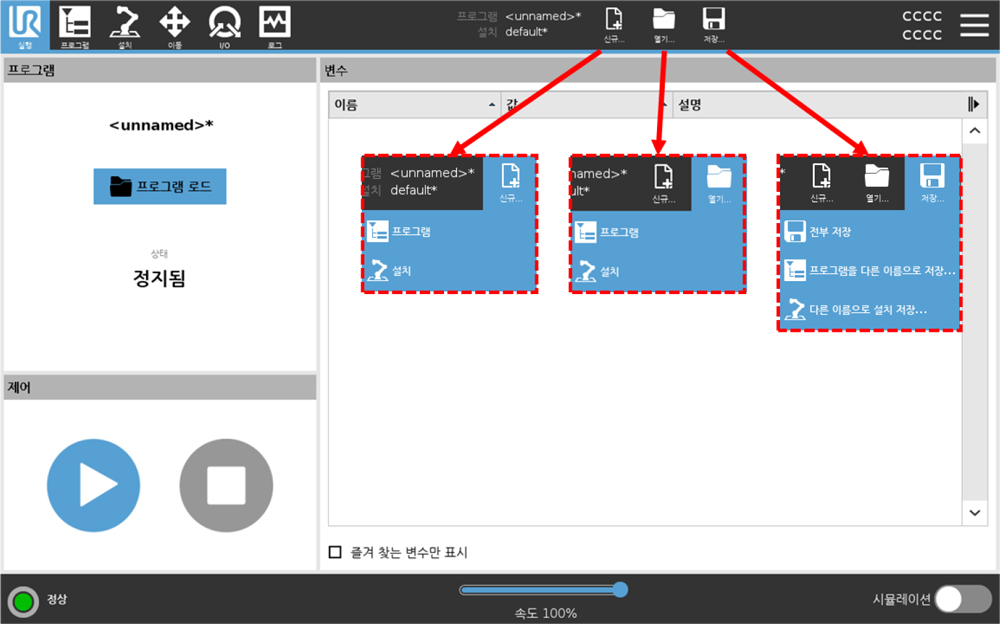 UR
실행
프로그램
설치
이동
I/O
로그
프로그램 <unnamed>*
설치 default*
신규...
열기...
저장...
CCCC
CCCC
프로그램
<unnamed>*
프로그램 로드
상태
정지됨
제어
변수
이름
값
설명
그램 <unnamed>*
설치 default*
신규...
프로그램
설치
named>*
ult*
신규...
열기...
프로그램
설치
*
신규...
열기...
저장...
전부 저장
프로그램을 다른 이름으로 저장...
다른 이름으로 설치 저장...
즐겨 찾는 변수만 표시
정상
속도 100%
시뮬레이션